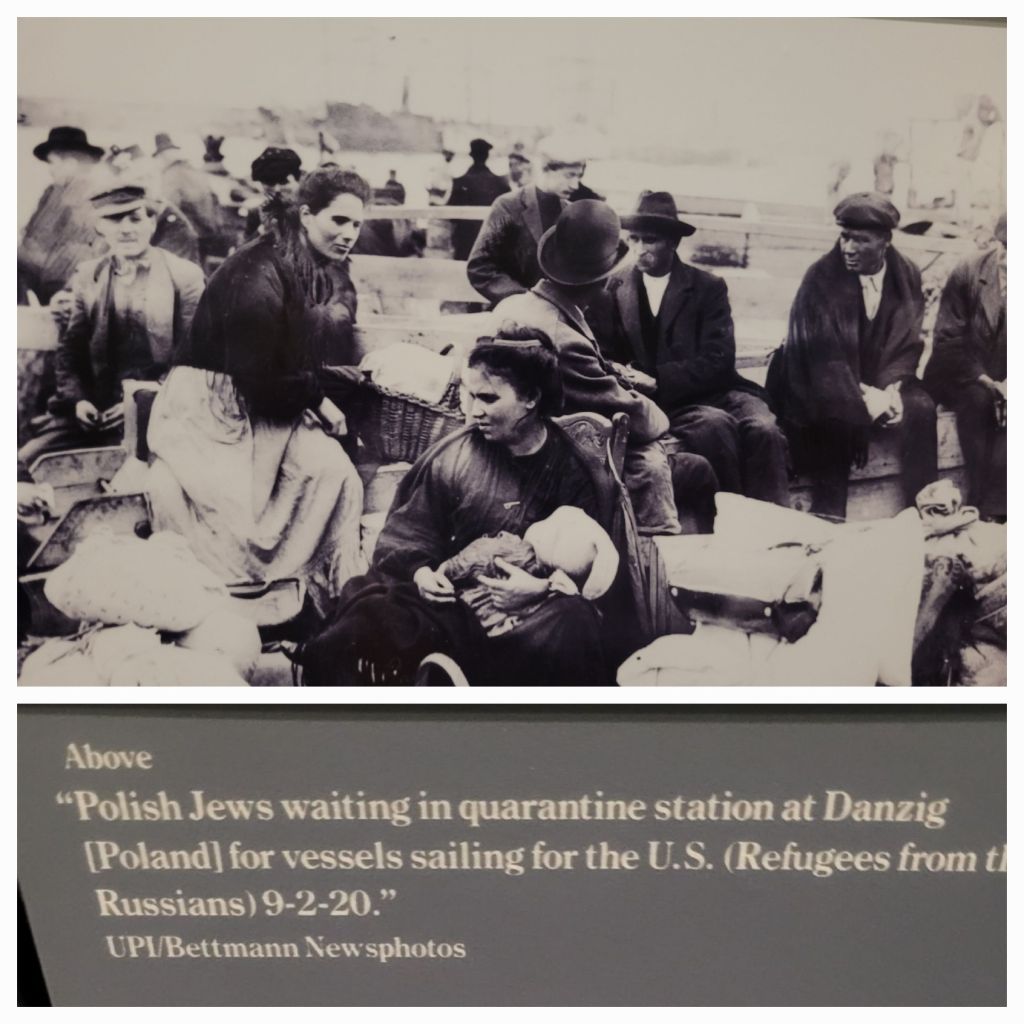 Above
“Polish Jews waiting in quarantine station at Danzig
[Poland] for vessels sailing for the U.S. (Refugees from
Russians) 9-2-20.”
UPI/Bettmann Newsphotos